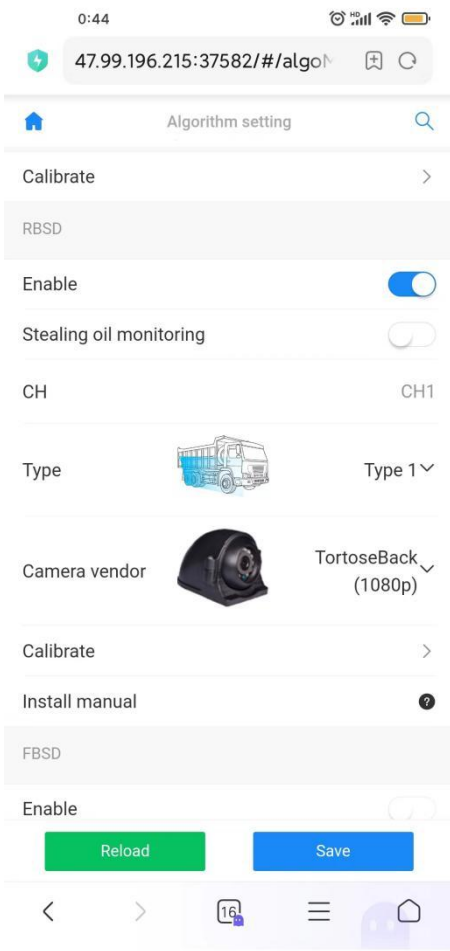 0:44
HD
47.99.196.215:37582/#/algo
Algorithm setting
Calibrate
RBSD
Enable
Stealing oil monitoring
CH CH1
Type Type 1
Camera vendor TortoseBack
(1080p)
Calibrate
Install manual ?
FBSD
Enable
Reload Save
16